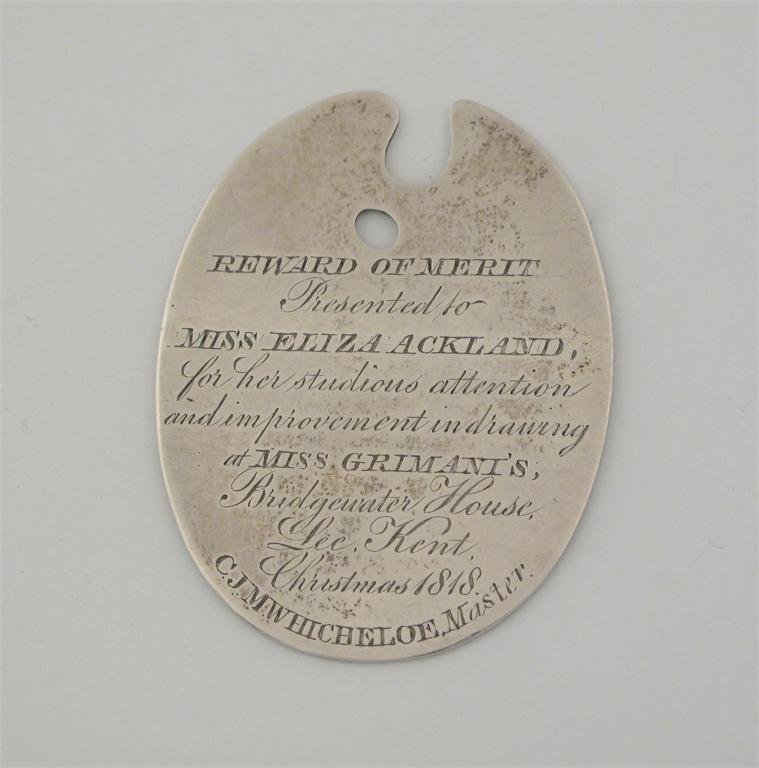 REWARD OF MERIT
Presented to
MISS ELIZA ACKLAND,
for her studious attention
and improvement in drawing
at MISS GRIMANI'S,
Bridgewater House,
Lee, Kent,
Christmas 1818.
C.J.M.WHICHELOE, Master.